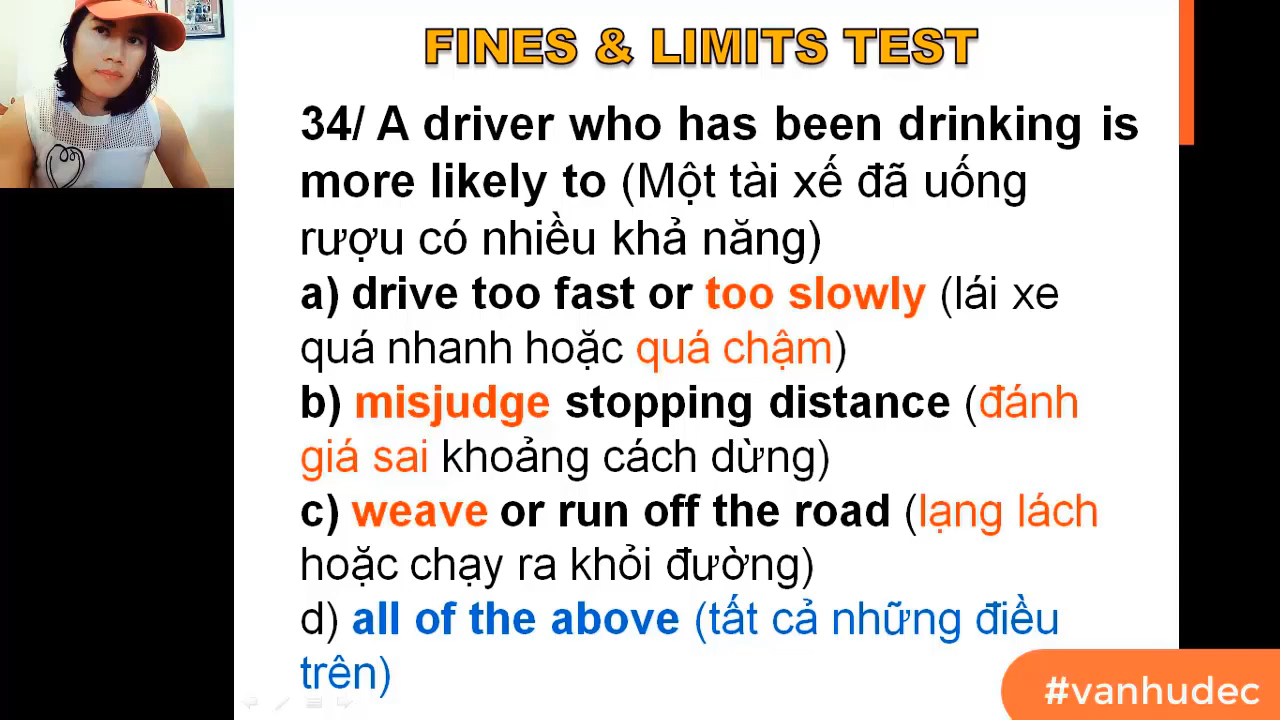 FINES & LIMITS TEST
34/ A driver who has been drinking is
more likely to (Một tài xế đã uống
rượu có nhiều khả năng)
a) drive too fast or too slowly (lái xe
quá nhanh hoặc quá chậm)
b) misjudge stopping distance (đánh
giá sai khoảng cách dừng)
c) weave or run off the road (lạng lách
hoặc chạy ra khỏi đường)
d) all of the above (tất cả những điều
trên)
#vanhudec